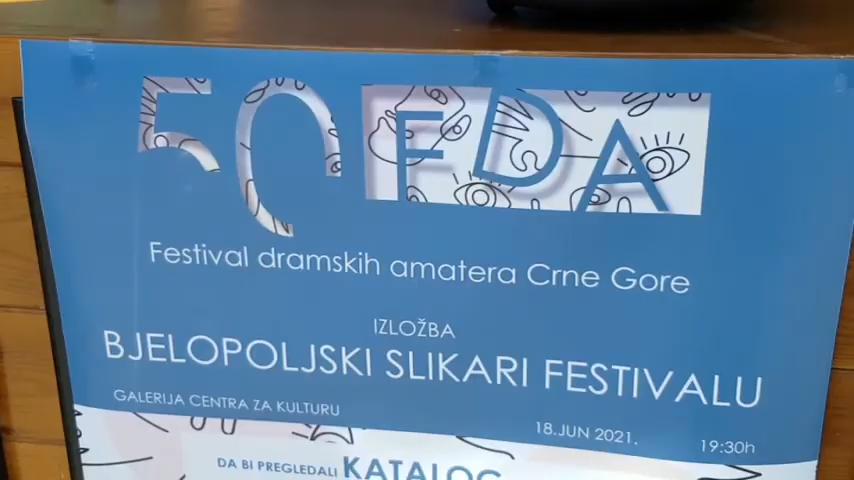 50 FDA
Festival dramskih amatera Crne Gore
IZLOŽBA
BJELOPOLJSKI SLIKARI FESTIVALU
GALERIJA CENTRA ZA KULTURU
18.JUN 2021. 19:30h
DA BI PREGLEDALI KATALOG